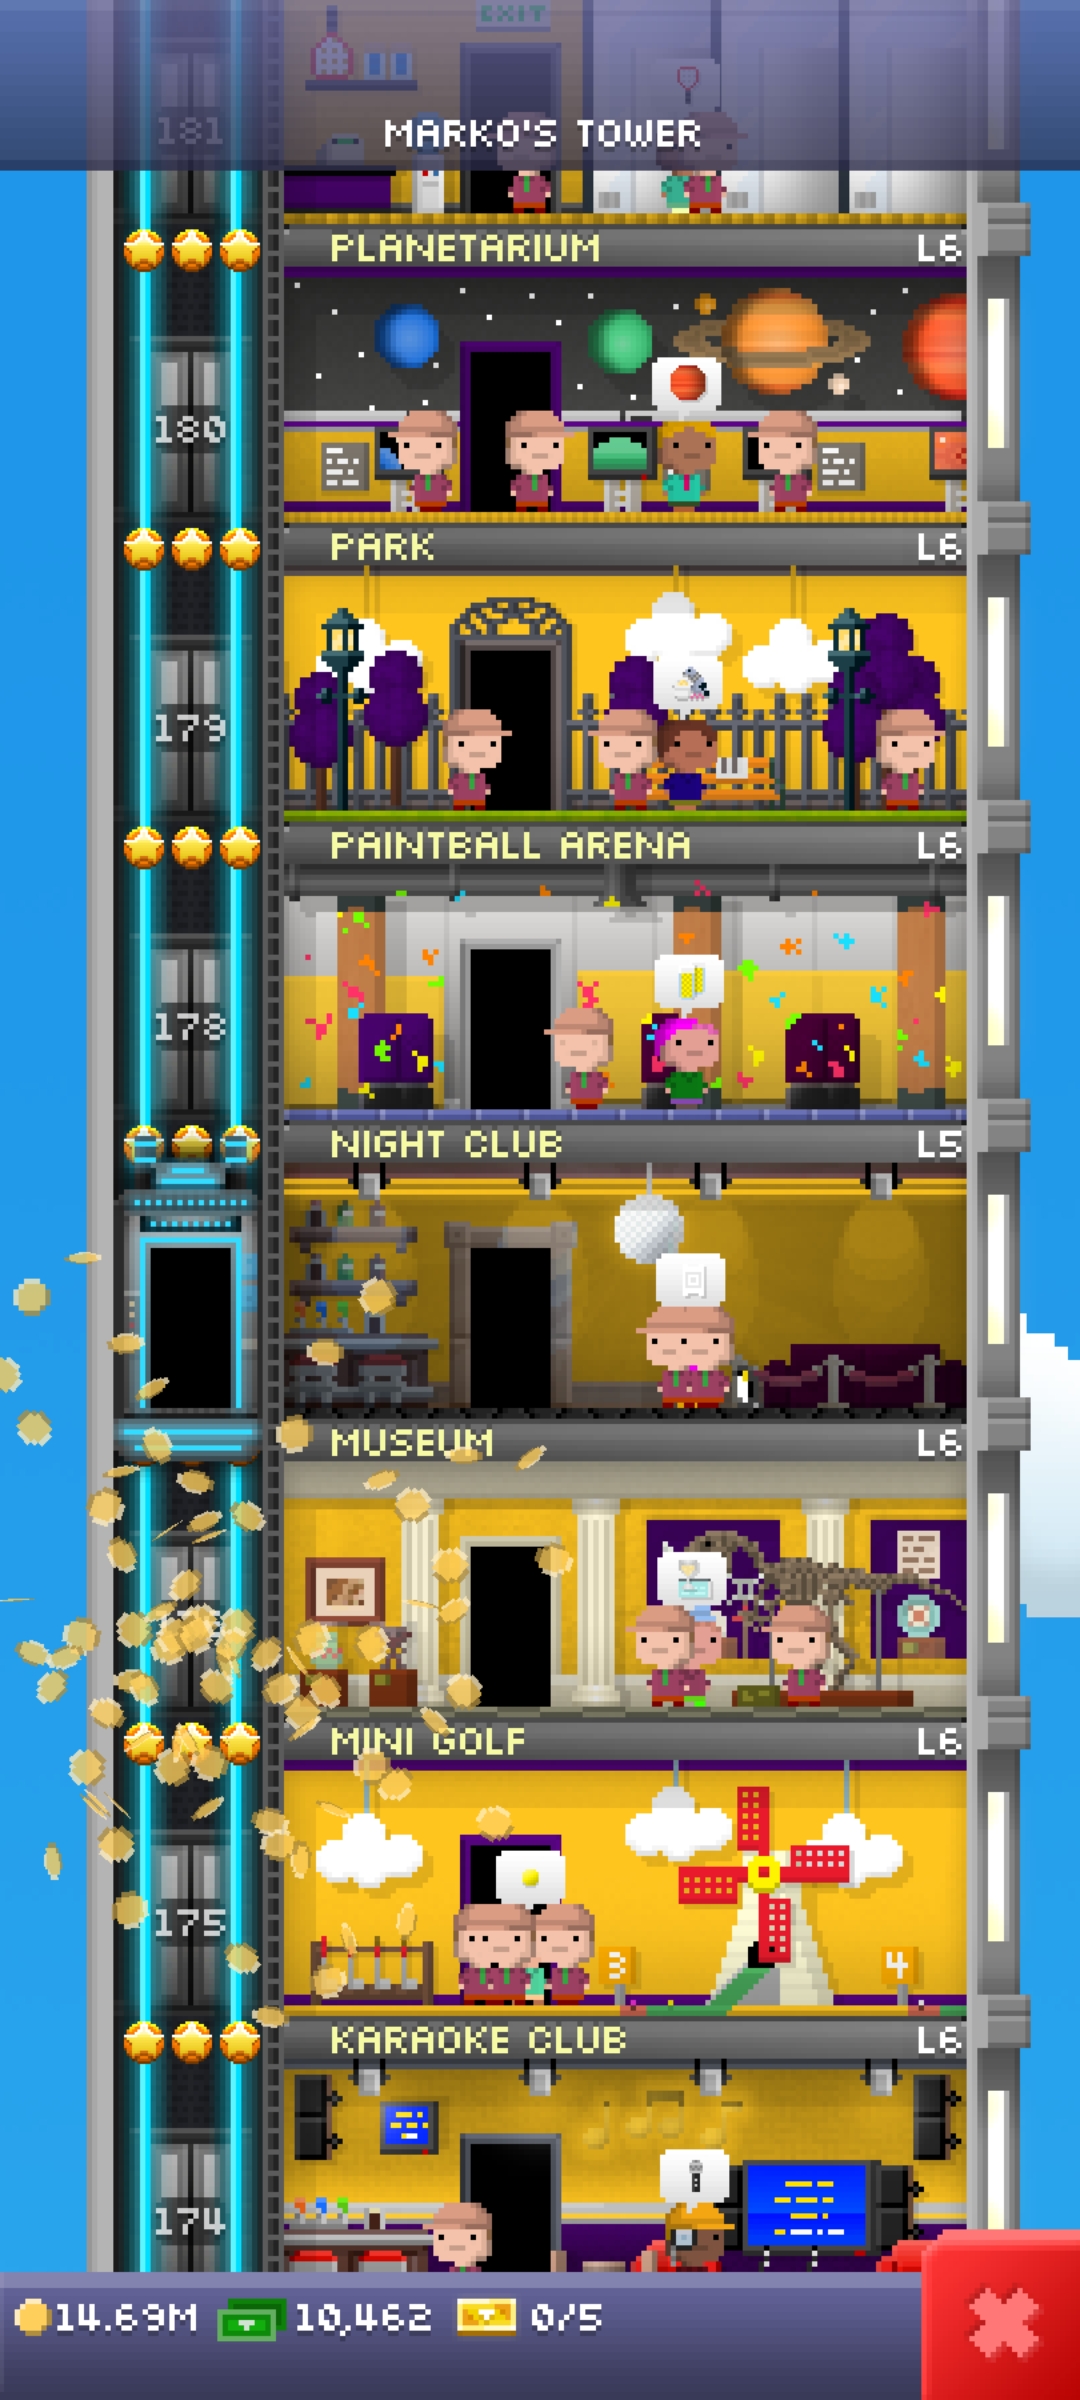 EXIT
181
MARKO'S TOWER
PLANETARIUM L6
180
PARK L6
179
PAINTBALL ARENA L6
178
NIGHT CLUB L5
MUSEUM L6
MINI GOLF L6
3 4
175
KARAOKE CLUB L6
174
14.69M 10,462 0/5